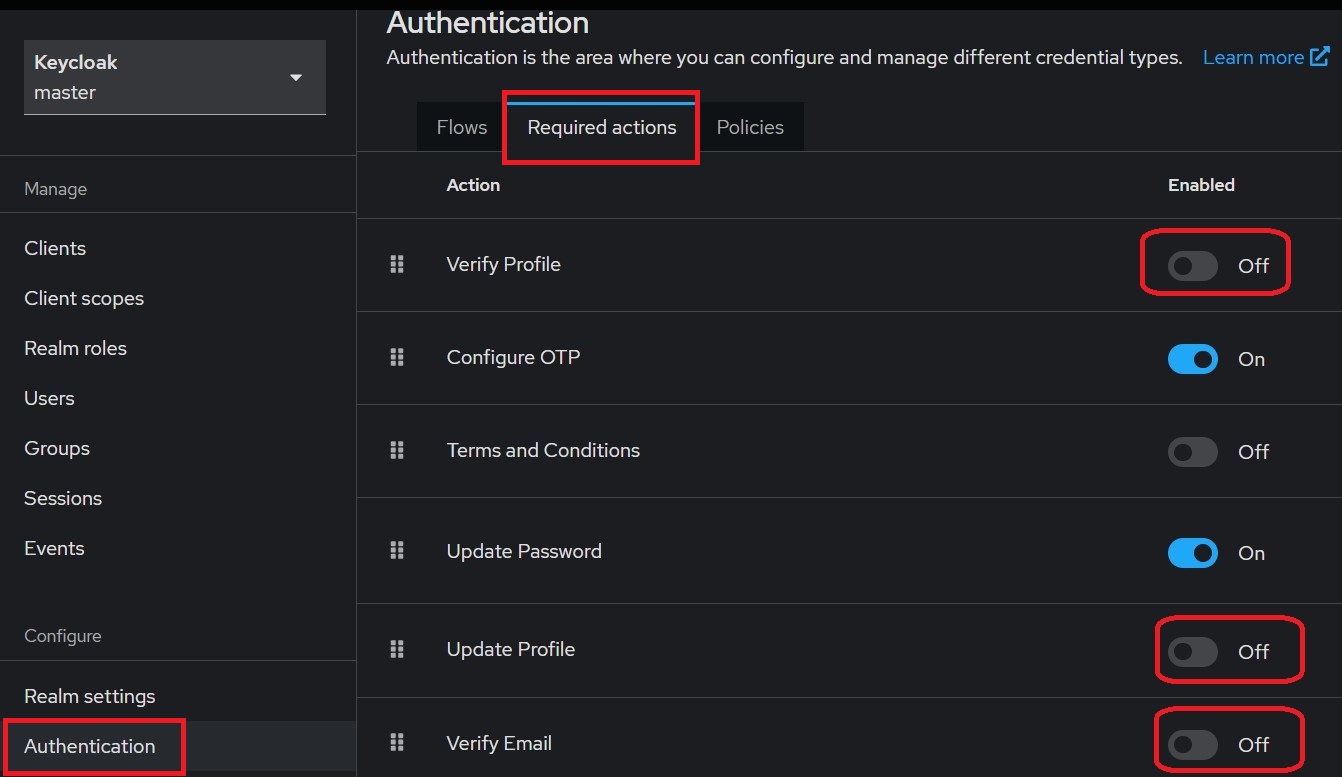 Keycloak
master
Manage
Clients
Client scopes
Realm roles
Users
Groups
Sessions
Events
Configure
Realm settings
Authentication
Authentication
Authentication is the area where you can configure and manage different credential types. Learn more
Flows Required actions Policies
Action Enabled
Verify Profile Off
Configure OTP On
Terms and Conditions Off
Update Password On
Update Profile Off
Verify Email Off